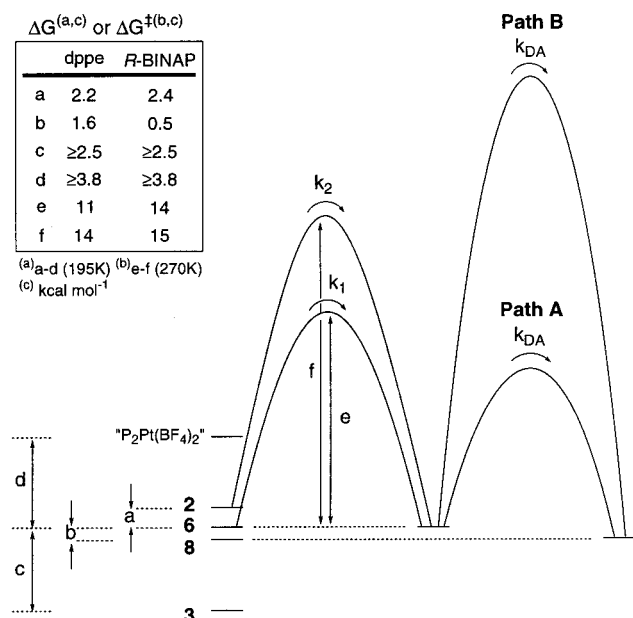 ΔG(a,c) or ΔG‡(b,c)
dppe R-BINAP
a 2.2 2.4
b 1.6 0.5
c ≥2.5 ≥2.5
d ≥3.8 ≥3.8
e 11 14
f 14 15
(a)a-d (195K) (b)e-f (270K)
(c) kcal mol-1
Path B
kDA
k2
k1
Path A
kDA
f
e
"P2Pt(BF4)2"
d
a
2
b
6
8
c
3